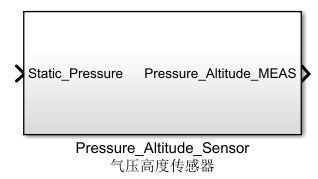 Static_Pressure Pressure_Altitude_MEAS
Pressure_Altitude_Sensor
气压高度传感器